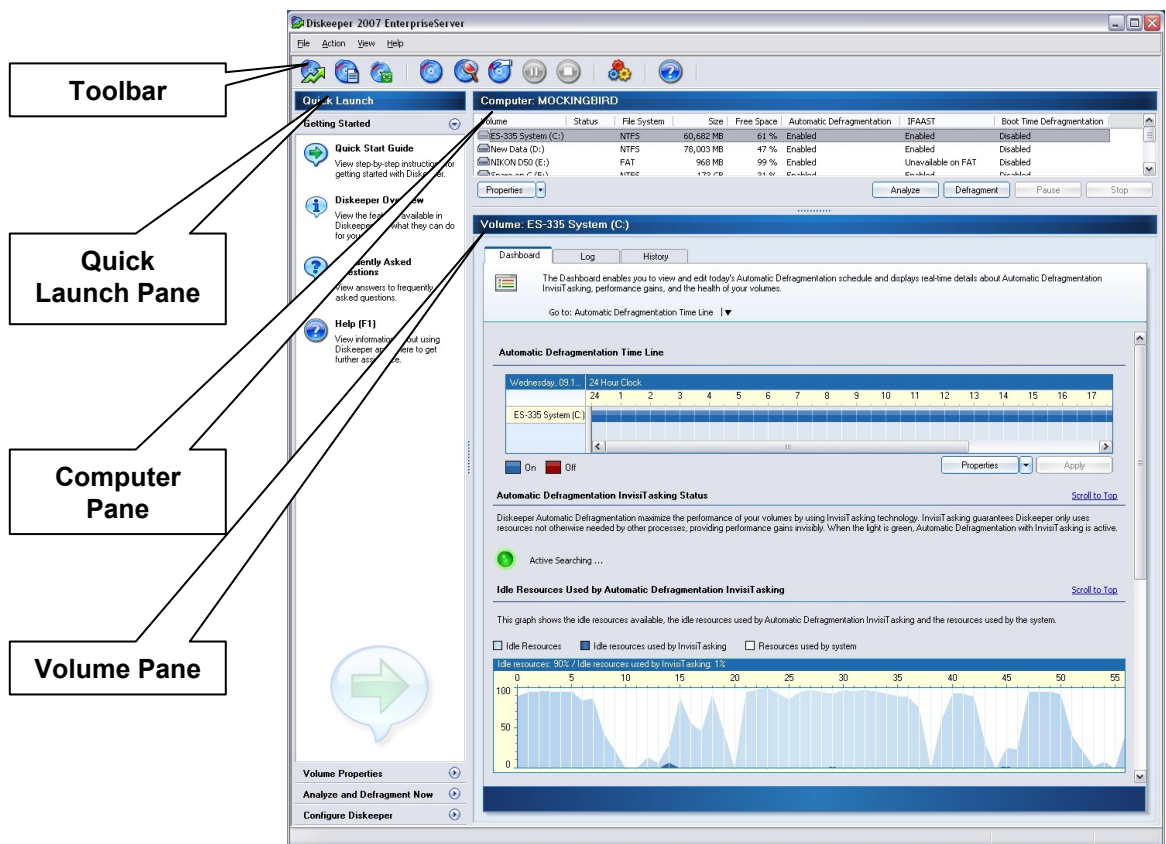 Diskeeper 2007 EnterpriseServer
File Action View Help
Toolbar
Quick
Launch Pane
Computer
Pane
Volume Pane
Quick Launch
Getting Started
Quick Start Guide
View step-by-step instructions for
getting started with Diskeeper.
Diskeeper Overview
View the features available in
Diskeeper what they can do
for you
Frequently Asked
Questions
View answers to frequently
asked questions.
Help (F1)
View information about using
Diskeeper and where to get
further assistance.
Volume Properties
Analyze and Defragment Now
Configure Diskeeper
Computer: MOCKINGBIRD
Volume Status File System Size Free Space Automatic Defragmentation IFAAST Boot Time Defragmentation
ES-335 System (C:) NTFS 60,682 MB 61 % Enabled Enabled Disabled
New Data (D:) NTFS 78,003 MB 47 % Enabled Enabled Disabled
NIKON D50 (E:) FAT 968 MB 99 % Enabled Unavailable on FAT Disabled
NTFS Enabled Enabled Disabled
Properties Analyze Defragment Pause Stop
Volume: ES-335 System (C:)
Dashboard Log History
The Dashboard enables you to view and edit today's Automatic Defragmentation schedule and displays real-time details about Automatic Defragmentation
InvisiTasking, performance gains, and the health of your volumes.
Go to: Automatic Defragmentation Time Line
Automatic Defragmentation Time Line
Wednesday, 09.1... 24 Hour Clock
24 1 2 3 4 5 6 7 8 9 10 11 12 13 14 15 16 17
ES-335 System (C:)
On Off
Properties Apply
Automatic Defragmentation InvisiTasking Status Scroll to Top
Diskeeper Automatic Defragmentation maximize the performance of your volumes by using InvisiTasking technology. InvisiTasking guarantees Diskeeper only uses
resources not otherwise needed by other processes, providing performance gains invisibly. When the light is green, Automatic Defragmentation with InvisiTasking is active.
Active Searching ...
Idle Resources Used by Automatic Defragmentation InvisiTasking Scroll to Top
This graph shows the idle resources available, the idle resources used by Automatic Defragmentation InvisiTasking and the resources used by the system.
Idle Resources Idle resources used by InvisiTasking Resources used by system
Idle resources: 90% / Idle resources used by InvisiTasking: 1%
0 5 10 15 20 25 30 35 40 45 50 55
100
50
0